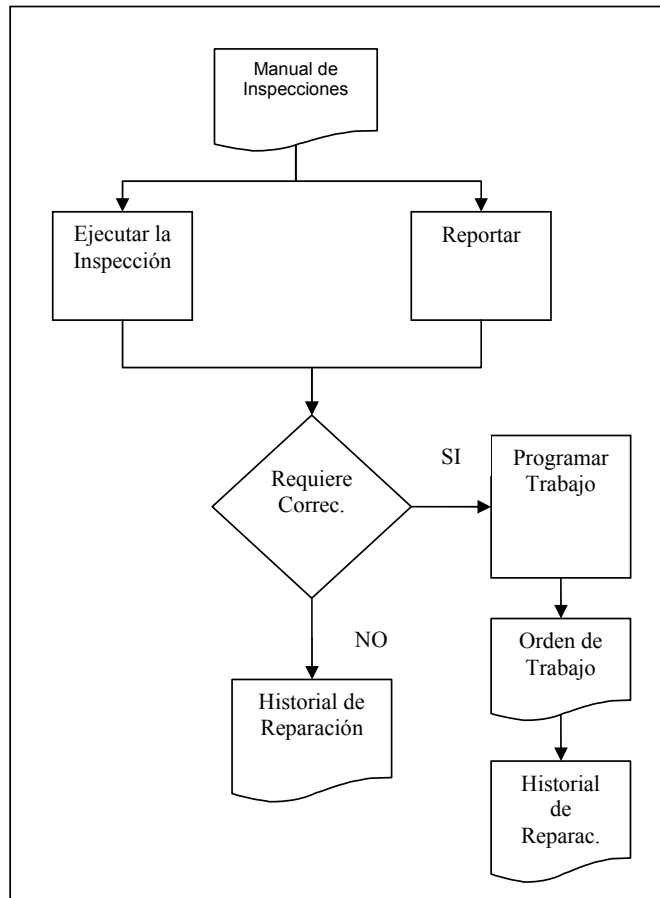 Manual de
Inspecciones
Ejecutar la
Inspección
Reportar
Requiere
Correc.
SI
Programar
Trabajo
NO
Orden de
Trabajo
Historial de
Reparación
Historial
de
Reparac.